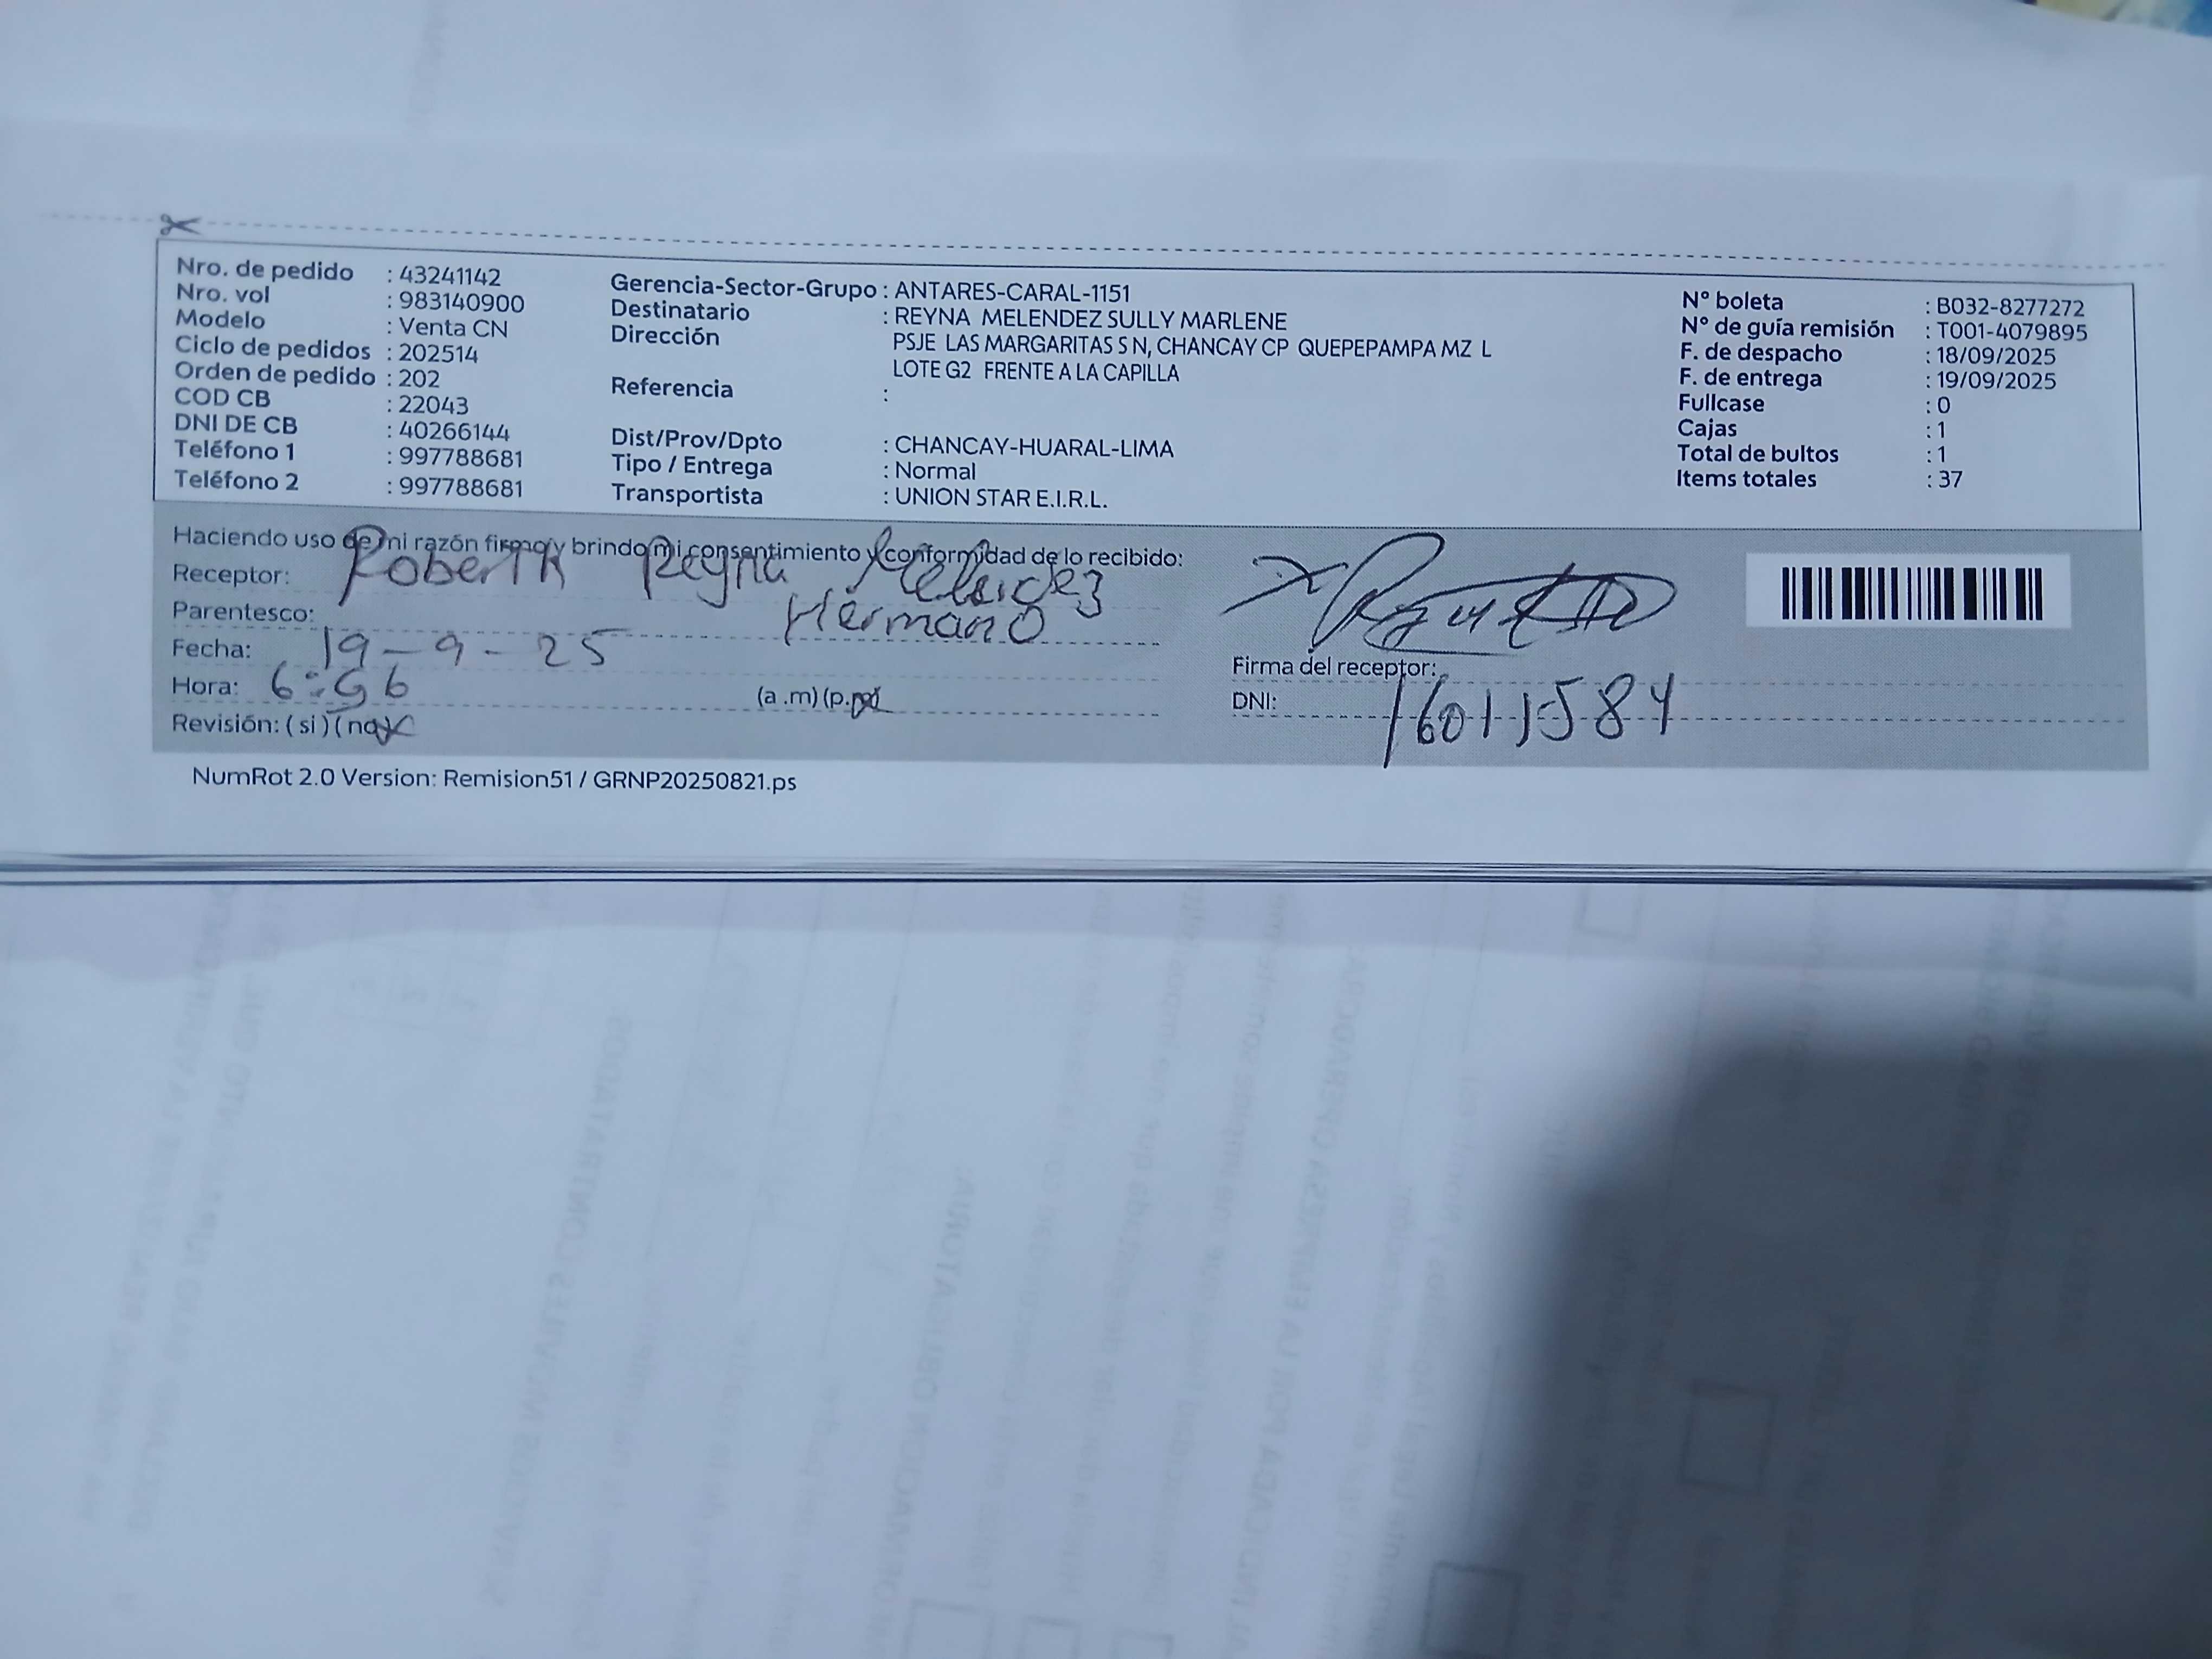 Nro. de pedido : 43241142
Nro. vol : 983140900
Modelo : Venta CN
Ciclo de pedidos : 202514
Orden de pedido : 202
COD CB : 22043
DNI DE CB : 40266144
Teléfono 1 : 997788681
Teléfono 2 : 997788681
Gerencia-Sector-Grupo : ANTARES-CARAL-1151
Destinatario : REYNA MELENDEZ SULLY MARLENE
Dirección PSJE LAS MARGARITAS S N, CHANCAY CP QUEPEPAMPA MZ L
LOTE G2 FRENTE A LA CAPILLA
Referencia :
Dist/Prov/Dpto : CHANCAY-HUARAL-LIMA
Tipo / Entrega : Normal
Transportista : UNION STAR E.I.R.L.
N° boleta : B032-8277272
N° de guía remisión : T001-4079895
F. de despacho : 18/09/2025
F. de entrega : 19/09/2025
Fullcase : 0
Cajas : 1
Total de bultos : 1
Items totales : 37
Haciendo uso de mi razón firmo y brindo mi consentimiento y conformidad de lo recibido:
Receptor: Roberth Reyna
Parentesco: Hermano
Fecha: 19-9-25
Hora: (a .m) (p.m)
Revisión: ( si ) ( no )
Firma del receptor:
DNI: 16011584
NumRot 2.0 Version: Remision51 / GRNP20250821.ps